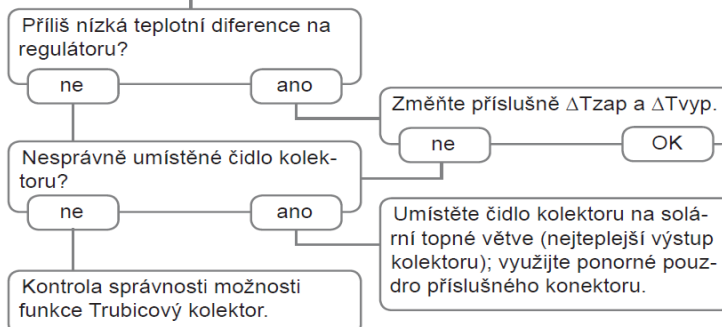 Příliš nízká teplotní diference na
regulátoru?
ne
ano
Změňte příslušně ∆Tzap a ∆Tvyp.
ne
OK
Nesprávně umístěné čidlo kolek-
toru?
ne
ano
Umístěte čidlo kolektoru na solá-
rní topné větve (nejteplejší výstup
kolektoru); využijte ponorné pouz-
dro příslušného konektoru.
Kontrola správnosti možnosti
funkce Trubicový kolektor.